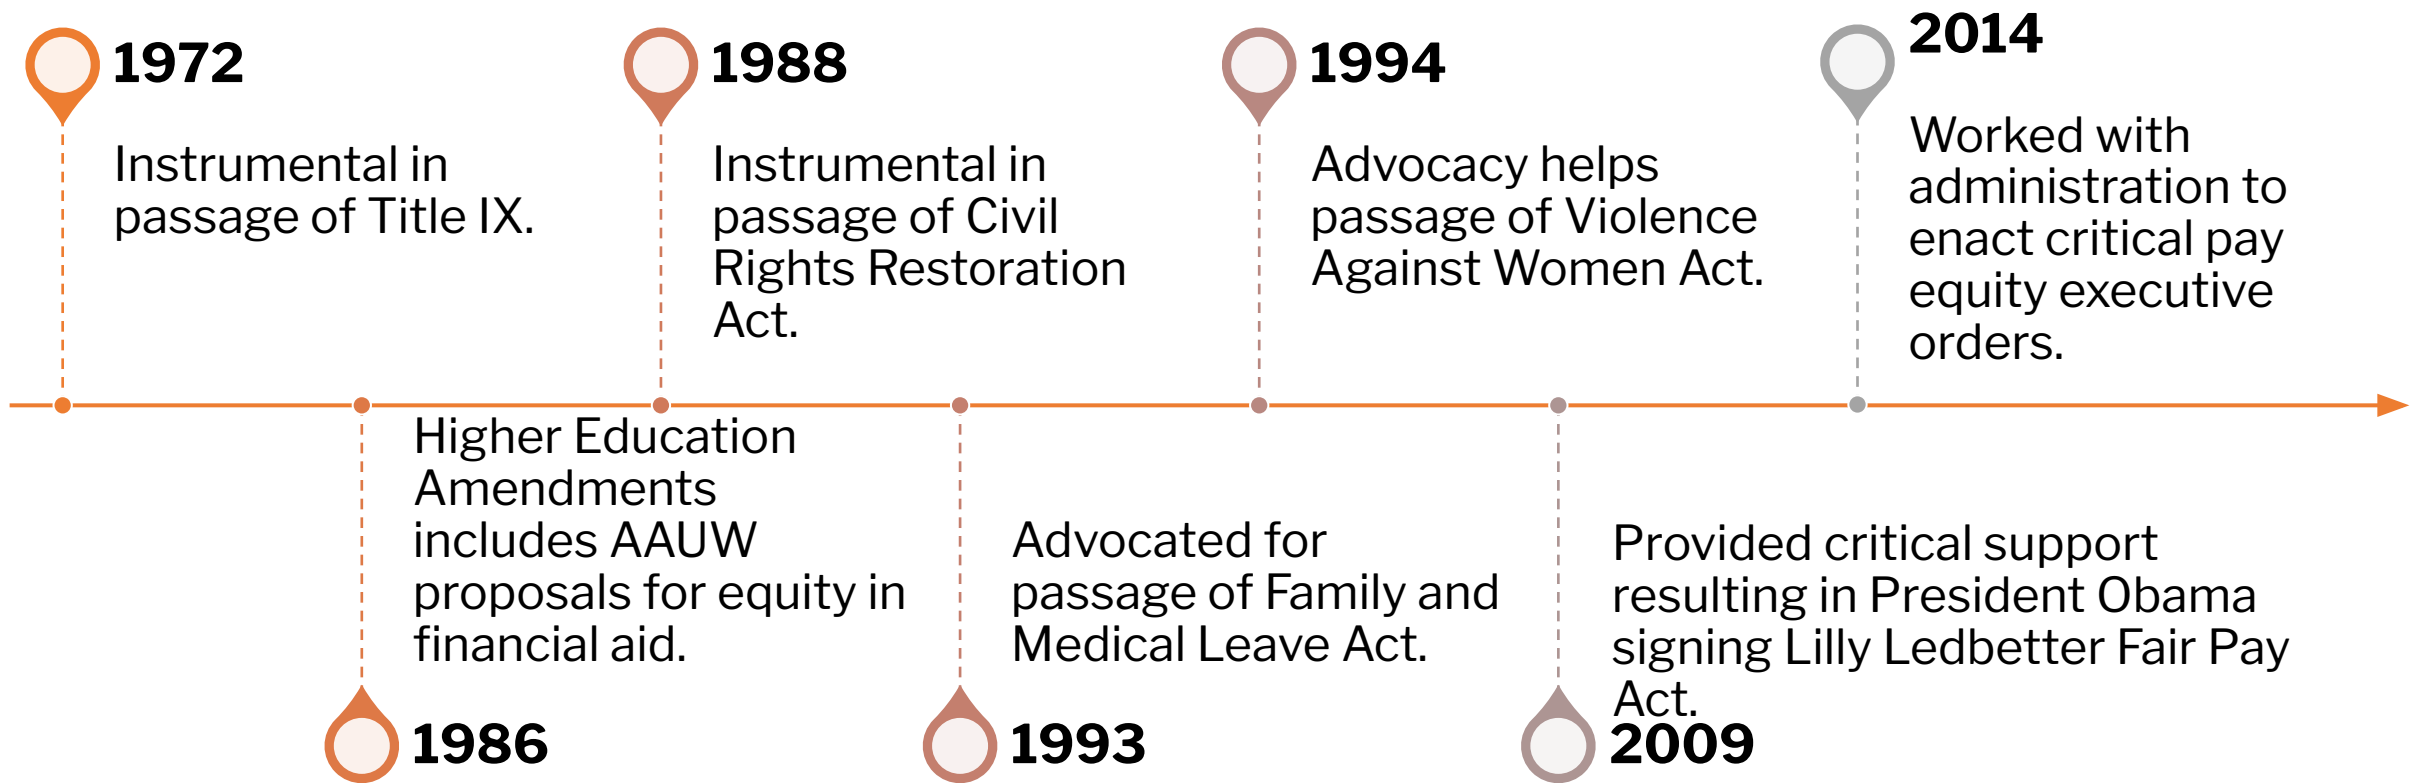 1972
Instrumental in
passage of Title IX.
1988
Instrumental in
passage of Civil
Rights Restoration
Act.
1994
Advocacy helps
passage of Violence
Against Women Act.
2014
Worked with
administration to
enact critical pay
equity executive
orders.
Higher Education
Amendments
includes AAUW
proposals for equity in
financial aid.
1986
Advocated for
passage of Family and
Medical Leave Act.
1993
Provided critical support
resulting in President Obama
signing Lilly Ledbetter Fair Pay
Act.
2009